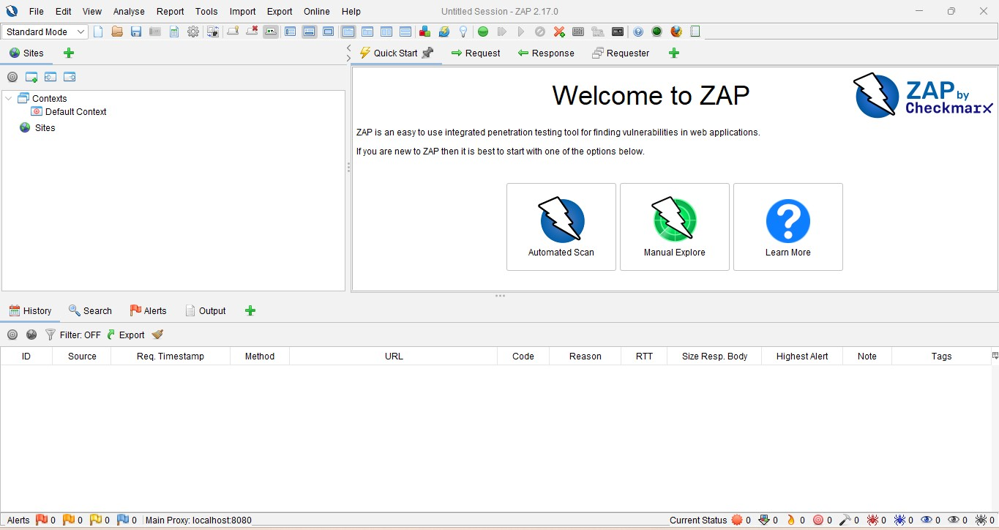 File Edit View Analyse Report Tools Import Export Online Help Untitled Session - ZAP 2.17.0
Standard Mode
Sites
Quick Start Request Response Requester
Contexts
Default Context
Sites
Welcome to ZAP
ZAP by
Checkmarx
ZAP is an easy to use integrated penetration testing tool for finding vulnerabilities in web applications.
If you are new to ZAP then it is best to start with one of the options below.
Automated Scan Manual Explore Learn More
History Search Alerts Output
Filter: OFF Export
ID Source Req. Timestamp Method URL Code Reason RTT Size Resp. Body Highest Alert Note Tags
Alerts 0 0 0 0 Main Proxy: localhost:8080 Current Status 0 0 0 0 0 0 0 0 0 0